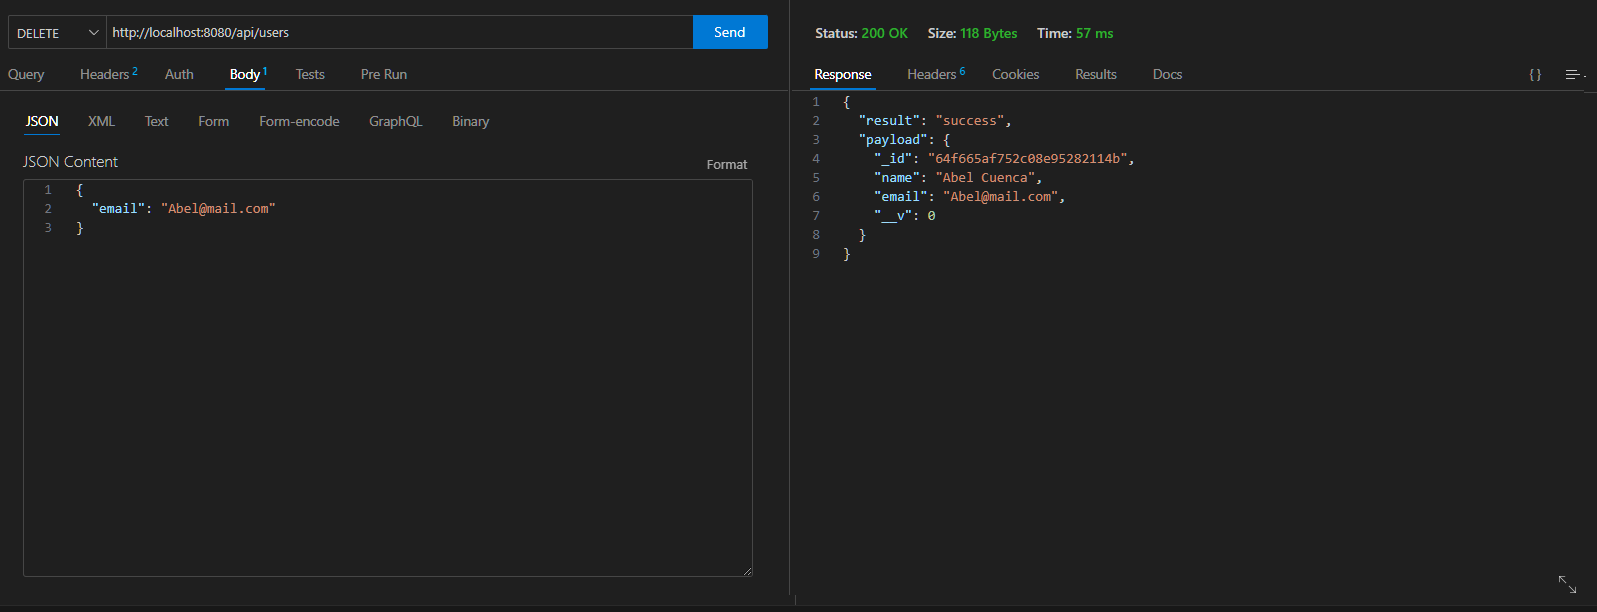 DELETE http://localhost:8080/api/users Send
Query Headers 2 Auth Body 1 Tests Pre Run
JSON XML Text Form Form-encode GraphQL Binary
JSON Content
Format
1 {
2 "email": "Abel@mail.com"
3 }
Status: 200 OK Size: 118 Bytes Time: 57 ms
Response Headers 6 Cookies Results Docs { }
1 {
2 "result": "success",
3 "payload": {
4 "_id": "64f665af752c08e95282114b",
5 "name": "Abel Cuenca",
6 "email": "Abel@mail.com",
7 "__v": 0
8 }
9 }